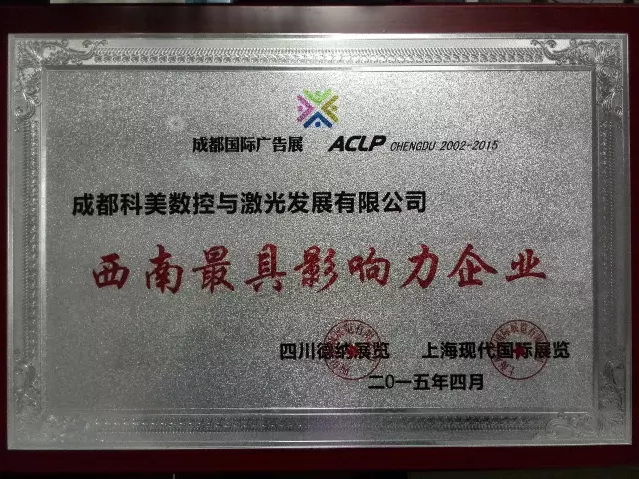 成都国际广告展 ACLP CHENGDU 2002-2015
成都科美数控与激光发展有限公司
西南最具影响力企业
四川德纳展览 上海现代国际展览
二〇一五年四月